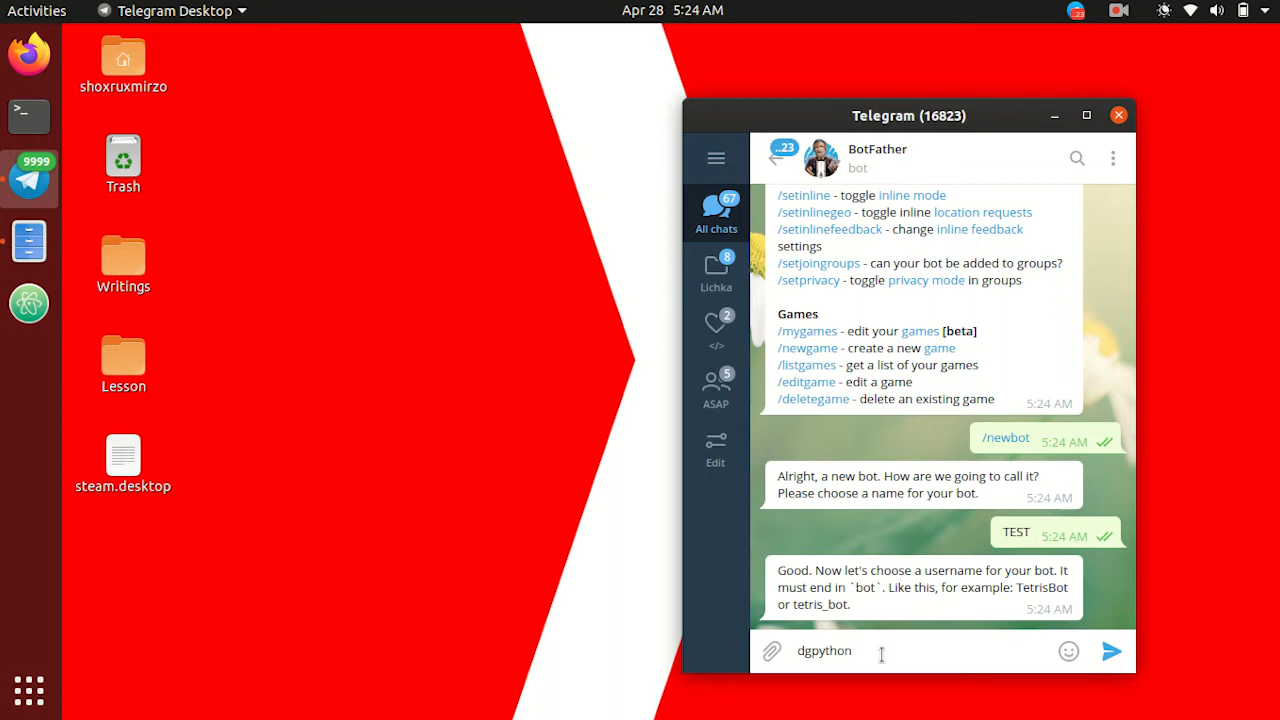 Activities
Telegram Desktop
Apr 28 5:24 AM
23
shoxruxmirzo
Trash
Writings
Lesson
steam.desktop
>_
9999
Telegram (16823)
..23
BotFather
bot
67
All chats
8
Lichka
2
</>
5
ASAP
Edit
/setinline - toggle inline mode
/setinlinegeo - toggle inline location requests
/setinlinefeedback - change inline feedback
settings
/setjoingroups - can your bot be added to groups?
/setprivacy - toggle privacy mode in groups
Games
/mygames - edit your games [beta]
/newgame - create a new game
/listgames - get a list of your games
/editgame - edit a game
/deletegame - delete an existing game 5:24 AM
/newbot 5:24 AM
Alright, a new bot. How are we going to call it?
Please choose a name for your bot. 5:24 AM
TEST 5:24 AM
Good. Now let's choose a username for your bot. It
must end in `bot`. Like this, for example: TetrisBot
or tetris_bot. 5:24 AM
dgpython